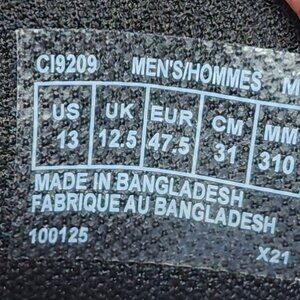 CI9209 MEN'S/HOMMES M
US UK EUR CM MM
13 12.5 47.5 31 310
MADE IN BANGLADESH
FABRIQUE AU BANGLADESH
100125 X21